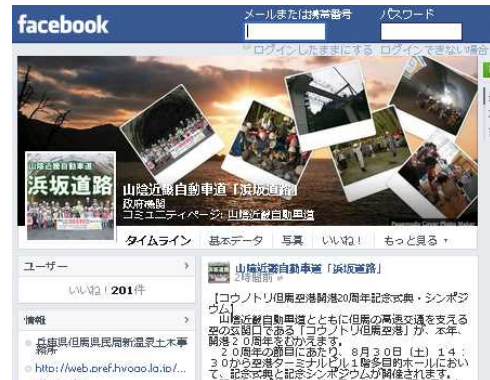 facebook
メールまたは携帯番号 パスワード
ログインしたままにする ログインできない場合
山陰近畿自動車道
浜坂道路
山陰近畿自動車道「浜坂道路」
政府機関
コミュニティページ: 山陰近畿自動車道
タイムライン 基本データ 写真 いいね! もっと見る
ユーザー
いいね!201件
情報
兵庫県但馬県民局新温泉土木事務所
http://web.pref.hyogo.lg.jp/...
山陰近畿自動車道「浜坂道路」
2時間前
【コウノトリ但馬空港開港20周年記念式典・シンポジ
ウム】
山陰近畿自動車道とともに但馬の高速交通を支える
空の玄関口である「コウノトリ但馬空港」が、本年、
開港20周年をむかえます。
20周年の節目にあたり、8月30日(土)14:
30から空港ターミナルビル1階多目的ホールにおい
て、記念式典と記念シンポジウムが開催されます。